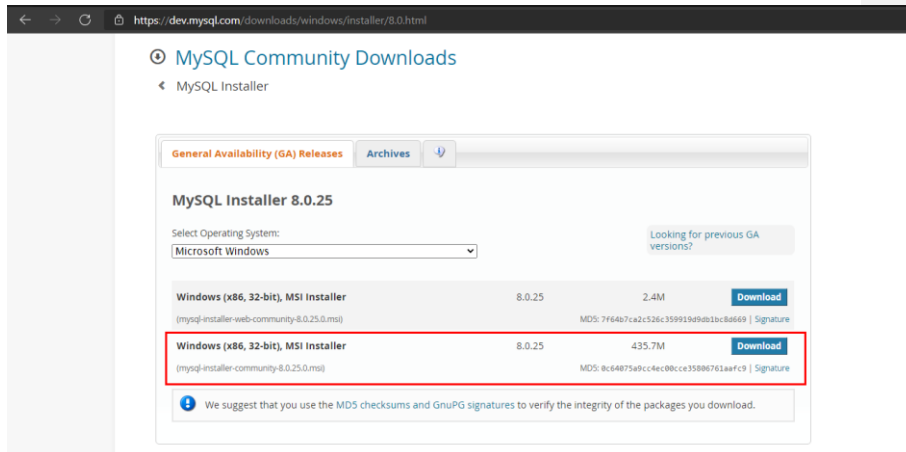 https://dev.mysql.com/downloads/windows/installer/8.0.html
MySQL Community Downloads
MySQL Installer
General Availability (GA) Releases
Archives
MySQL Installer 8.0.25
Select Operating System:
Microsoft Windows
Looking for previous GA
versions?
Windows (x86, 32-bit), MSI Installer 8.0.25 2.4M Download
(mysql-installer-web-community-8.0.25.0.msi) MD5: 7f64b7ca2c526c359919d9db1bc8d669 | Signature
Windows (x86, 32-bit), MSI Installer 8.0.25 435.7M Download
(mysql-installer-community-8.0.25.0.msi) MD5: 0c64075a9cc4ec00cce35806761aafc9 | Signature
We suggest that you use the MD5 checksums and GnuPG signatures to verify the integrity of the packages you download.